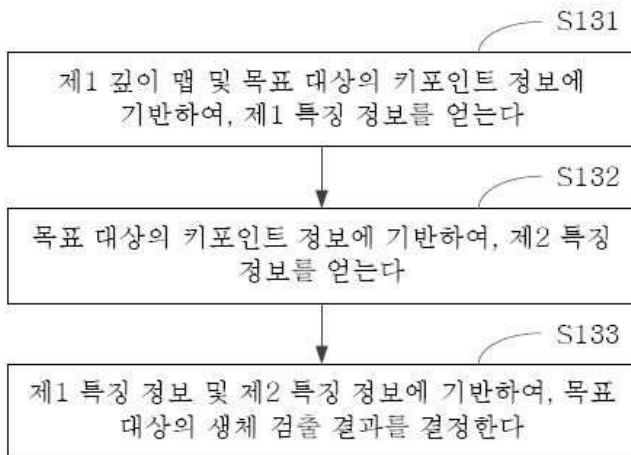 S131
제1 깊이 맵 및 목표 대상의 키포인트 정보에
기반하여, 제1 특징 정보를 얻는다
S132
목표 대상의 키포인트 정보에 기반하여, 제2 특징
정보를 얻는다
S133
제1 특징 정보 및 제2 특징 정보에 기반하여, 목표
대상의 생체 검출 결과를 결정한다